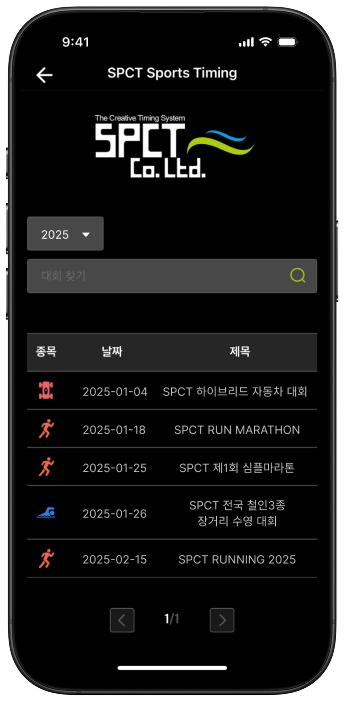 9:41
SPCT Sports Timing
The Creative Timing System
SPCT
Co.Ltd.
2025
대회 찾기
종목 날짜 제목
2025-01-04 SPCT 하이브리드 자동차 대회
2025-01-18 SPCT RUN MARATHON
2025-01-25 SPCT 제1회 심플마라톤
2025-01-26 SPCT 전국 철인3종
장거리 수영 대회
2025-02-15 SPCT RUNNING 2025
1/1